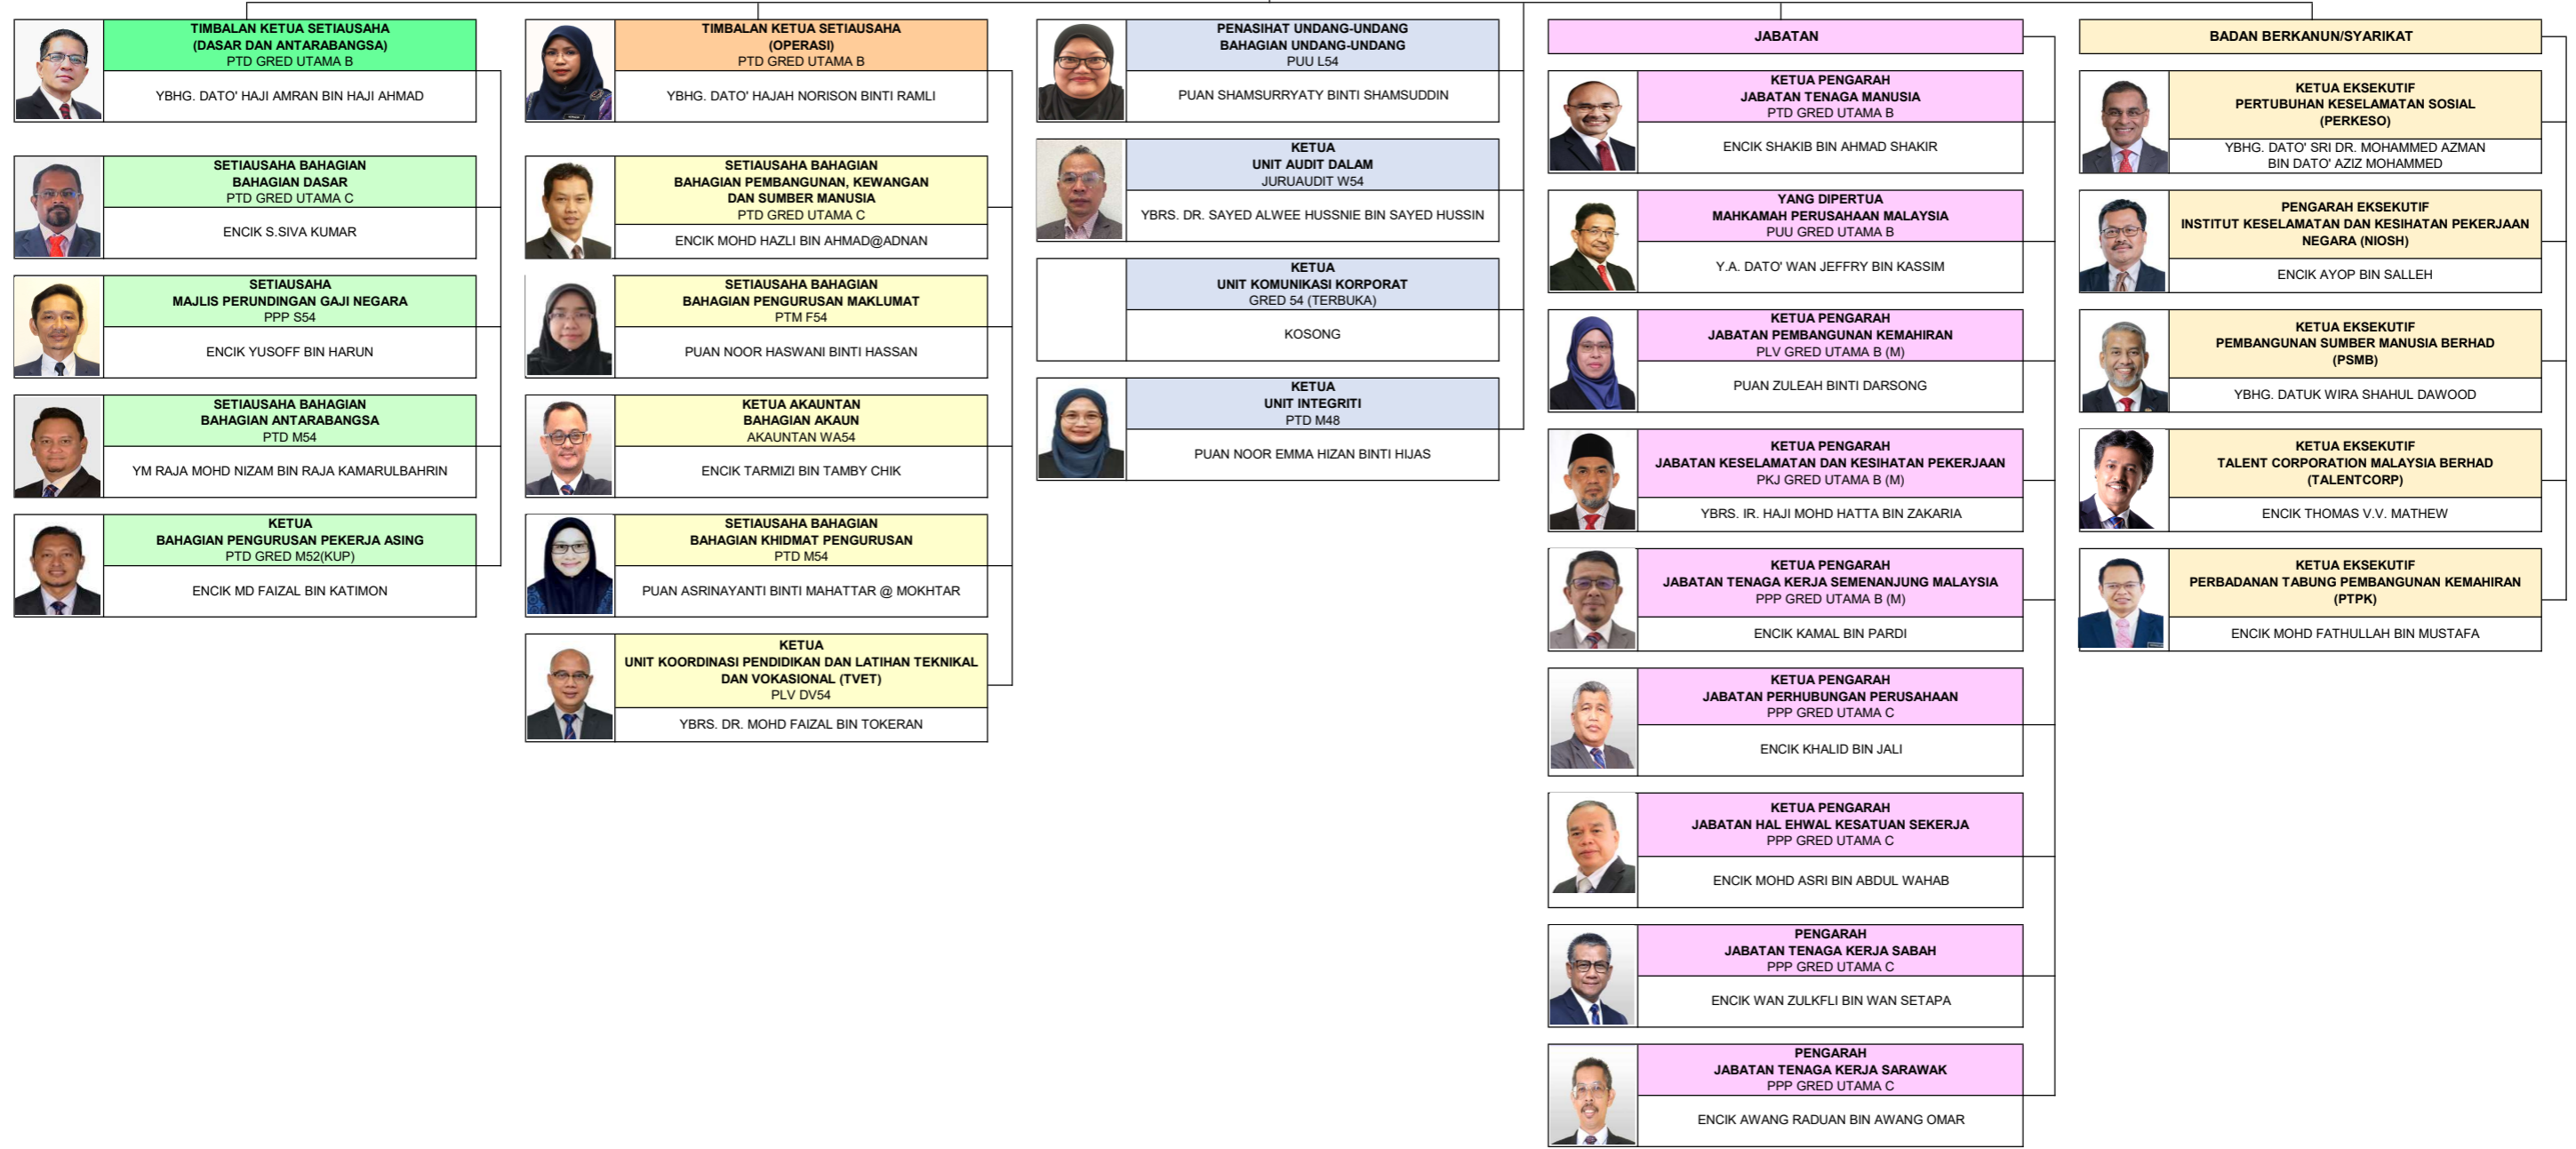 TIMBALAN KETUA SETIAUSAHA
(DASAR DAN ANTARABANGSA)
PTD GRED UTAMA B
YBHG. DATO' HAJI AMRAN BIN HAJI AHMAD
SETIAUSAHA BAHAGIAN
BAHAGIAN DASAR
PTD GRED UTAMA C
ENCIK S.SIVA KUMAR
SETIAUSAHA
MAJLIS PERUNDINGAN GAJI NEGARA
PPP S54
ENCIK YUSOFF BIN HARUN
SETIAUSAHA BAHAGIAN
BAHAGIAN ANTARABANGSA
PTD M54
YM RAJA MOHD NIZAM BIN RAJA KAMARULBAHRIN
KETUA
BAHAGIAN PENGURUSAN PEKERJA ASING
PTD GRED M52(KUP)
ENCIK MD FAIZAL BIN KATIMON
TIMBALAN KETUA SETIAUSAHA
(OPERASI)
PTD GRED UTAMA B
YBHG. DATO' HAJAH NORISON BINTI RAMLI
SETIAUSAHA BAHAGIAN
BAHAGIAN PEMBANGUNAN, KEWANGAN
DAN SUMBER MANUSIA
PTD GRED UTAMA C
ENCIK MOHD HAZLI BIN AHMAD@ADNAN
SETIAUSAHA BAHAGIAN
BAHAGIAN PENGURUSAN MAKLUMAT
PTM F54
PUAN NOOR HASWANI BINTI HASSAN
KETUA AKAUNTAN
BAHAGIAN AKAUN
AKAUNTAN WA54
ENCIK TARMIZI BIN TAMBY CHIK
SETIAUSAHA BAHAGIAN
BAHAGIAN KHIDMAT PENGURUSAN
PTD M54
PUAN ASRINAYANTI BINTI MAHATTAR @ MOKHTAR
KETUA
UNIT KOORDINASI PENDIDIKAN DAN LATIHAN TEKNIKAL
DAN VOKASIONAL (TVET)
PLV DV54
YBRS. DR. MOHD FAIZAL BIN TOKERAN
PENASIHAT UNDANG-UNDANG
BAHAGIAN UNDANG-UNDANG
PUU L54
PUAN SHAMSURRYATY BINTI SHAMSUDDIN
KETUA
UNIT AUDIT DALAM
JURUAUDIT W54
YBRS. DR. SAYED ALWEE HUSSNIE BIN SAYED HUSSIN
KETUA
UNIT KOMUNIKASI KORPORAT
GRED 54 (TERBUKA)
KOSONG
KETUA
UNIT INTEGRITI
PTD M48
PUAN NOOR EMMA HIZAN BINTI HIJAS
JABATAN
KETUA PENGARAH
JABATAN TENAGA MANUSIA
PTD GRED UTAMA B
ENCIK SHAKIB BIN AHMAD SHAKIR
YANG DIPERTUA
MAHKAMAH PERUSAHAAN MALAYSIA
PUU GRED UTAMA B
Y.A. DATO' WAN JEFFRY BIN KASSIM
KETUA PENGARAH
JABATAN PEMBANGUNAN KEMAHIRAN
PLV GRED UTAMA B (M)
PUAN ZULEAH BINTI DARSONG
KETUA PENGARAH
JABATAN KESELAMATAN DAN KESIHATAN PEKERJAAN
PKJ GRED UTAMA B (M)
YBRS. IR. HAJI MOHD HATTA BIN ZAKARIA
KETUA PENGARAH
JABATAN TENAGA KERJA SEMENANJUNG MALAYSIA
PPP GRED UTAMA B (M)
ENCIK KAMAL BIN PARDI
KETUA PENGARAH
JABATAN PERHUBUNGAN PERUSAHAAN
PPP GRED UTAMA C
ENCIK KHALID BIN JALI
KETUA PENGARAH
JABATAN HAL EHWAL KESATUAN SEKERJA
PPP GRED UTAMA C
ENCIK MOHD ASRI BIN ABDUL WAHAB
PENGARAH
JABATAN TENAGA KERJA SABAH
PPP GRED UTAMA C
ENCIK WAN ZULKFLI BIN WAN SETAPA
PENGARAH
JABATAN TENAGA KERJA SARAWAK
PPP GRED UTAMA C
ENCIK AWANG RADUAN BIN AWANG OMAR
BADAN BERKANUN/SYARIKAT
KETUA EKSEKUTIF
PERTUBUHAN KESELAMATAN SOSIAL
(PERKESO)
YBHG. DATO' SRI DR. MOHAMMED AZMAN
BIN DATO' AZIZ MOHAMMED
PENGARAH EKSEKUTIF
INSTITUT KESELAMATAN DAN KESIHATAN PEKERJAAN
NEGARA (NIOSH)
ENCIK AYOP BIN SALLEH
KETUA EKSEKUTIF
PEMBANGUNAN SUMBER MANUSIA BERHAD
(PSMB)
YBHG. DATUK WIRA SHAHUL DAWOOD
KETUA EKSEKUTIF
TALENT CORPORATION MALAYSIA BERHAD
(TALENTCORP)
ENCIK THOMAS V.V. MATHEW
KETUA EKSEKUTIF
PERBADANAN TABUNG PEMBANGUNAN KEMAHIRAN
(PTPK)
ENCIK MOHD FATHULLAH BIN MUSTAFA